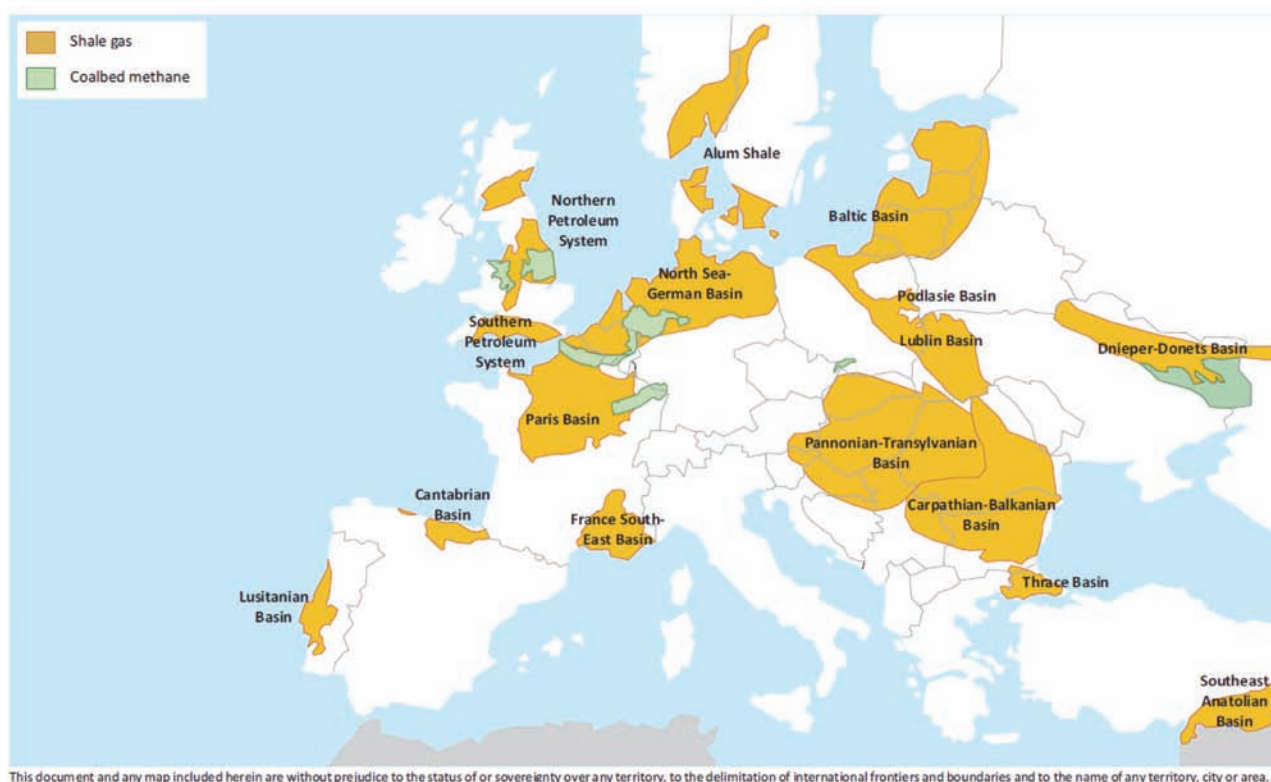 Shale gas
Coalbed methane
Alum Shale
Northern
Petroleum
System
Baltic Basin
North Sea-
German Basin
Podlasie Basin
Southern
Petroleum
System
Lublin Basin
Dnieper-Donets Basin
Paris Basin
Pannonian-Transylvanian
Basin
Cantabrian
Basin
France South-
East Basin
Carpathian-Balkanian
Basin
Thrace Basin
Lusitanian
Basin
Southeast
Anatolian
Basin
This document and any map included herein are without prejudice to the status of or sovereignty over any territory, to the delimitation of international frontiers and boundaries and to the name of any territory, city or area.